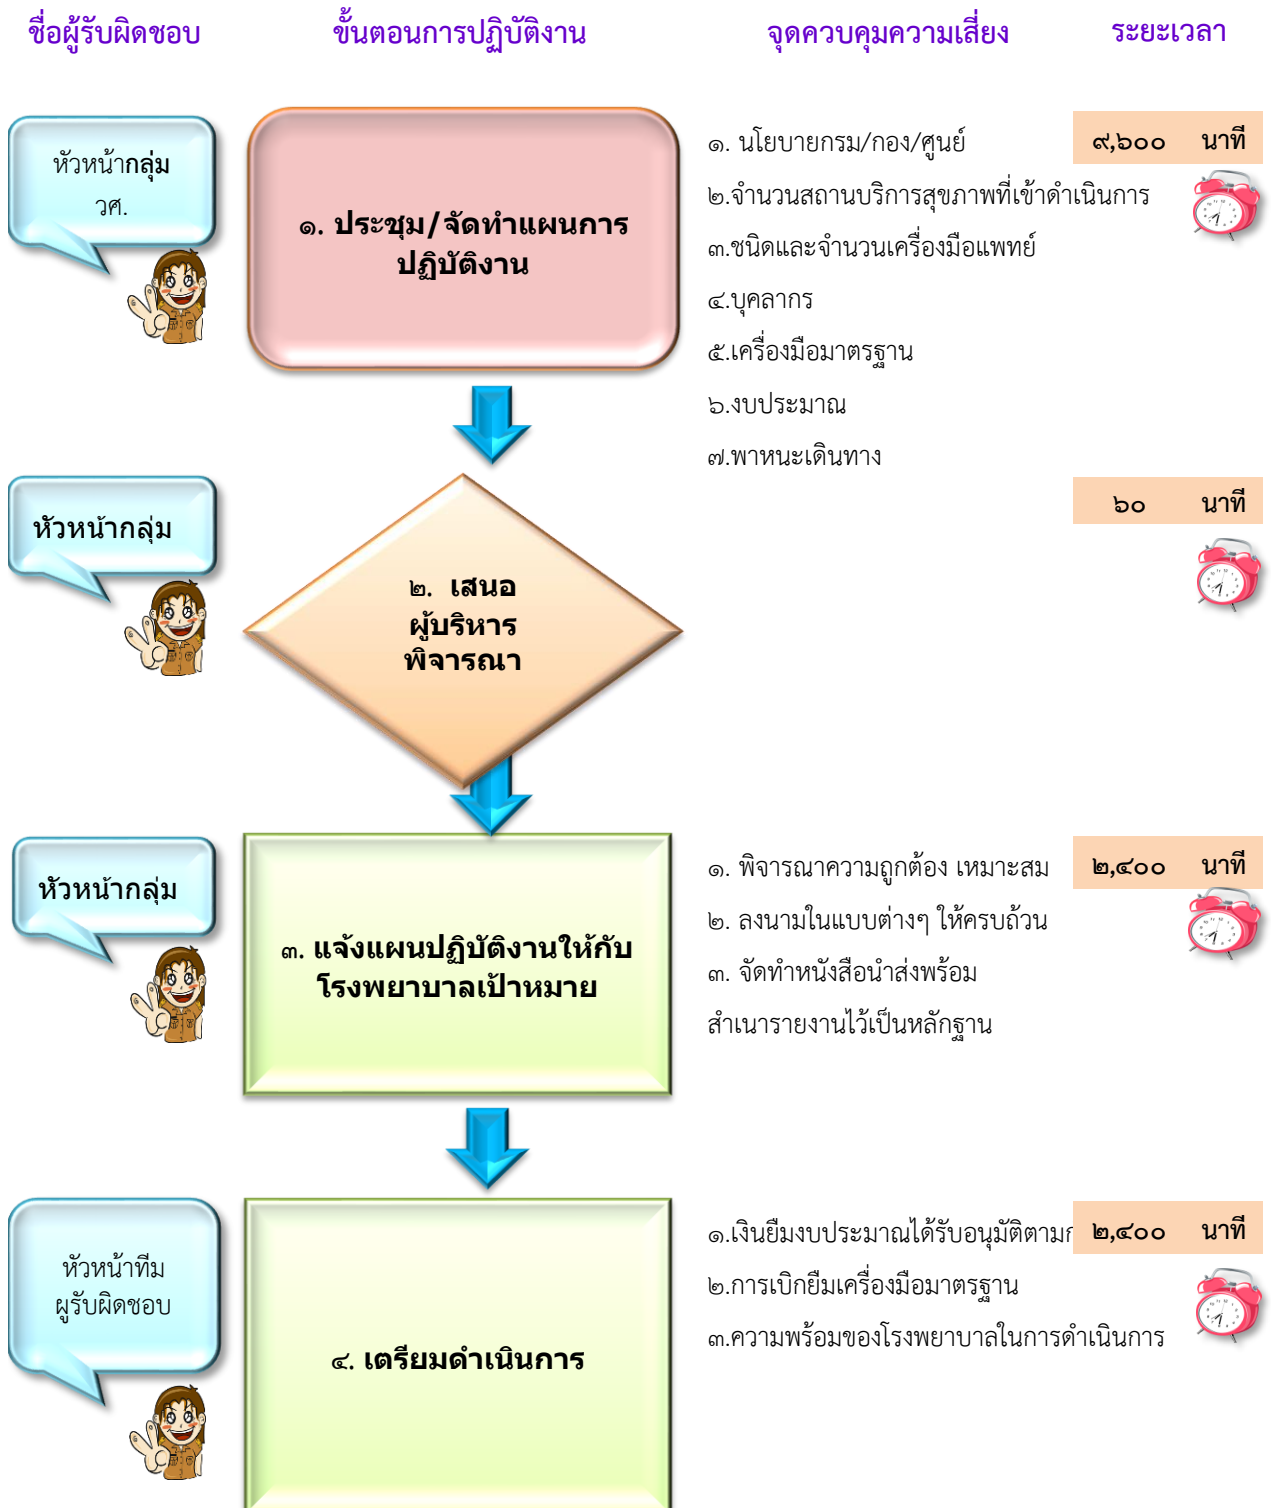 ชื่อผู้รับผิดชอบ ขั้นตอนการปฏิบัติงาน จุดควบคุมความเสี่ยง ระยะเวลา
หัวหน้ากลุ่ม
วศ.
๑. ประชุม/จัดทำแผนการ
ปฏิบัติงาน
๑. นโยบายกรม/กอง/ศูนย์
๒.จำนวนสถานบริการสุขภาพที่เข้าดำเนินการ
๓.ชนิดและจำนวนเครื่องมือแพทย์
๔.บุคลากร
๕.เครื่องมือมาตรฐาน
๖.งบประมาณ
๗.พาหนะเดินทาง
๙,๖๐๐ นาที
หัวหน้ากลุ่ม
๒. เสนอ
ผู้บริหาร
พิจารณา
๖๐ นาที
หัวหน้ากลุ่ม
๓. แจ้งแผนปฏิบัติงานให้กับ
โรงพยาบาลเป้าหมาย
๑. พิจารณาความถูกต้อง เหมาะสม
๒. ลงนามในแบบต่างๆ ให้ครบถ้วน
๓. จัดทำหนังสือนำส่งพร้อม
สำเนารายงานไว้เป็นหลักฐาน
๒,๔๐๐ นาที
หัวหน้าทีม
ผูรับผิดชอบ
๔. เตรียมดำเนินการ
๑.เงินยืมงบประมาณได้รับอนุมัติตาม
๒.การเบิกยืมเครื่องมือมาตรฐาน
๓.ความพร้อมของโรงพยาบาลในการดำเนินการ
๒,๔๐๐ นาที